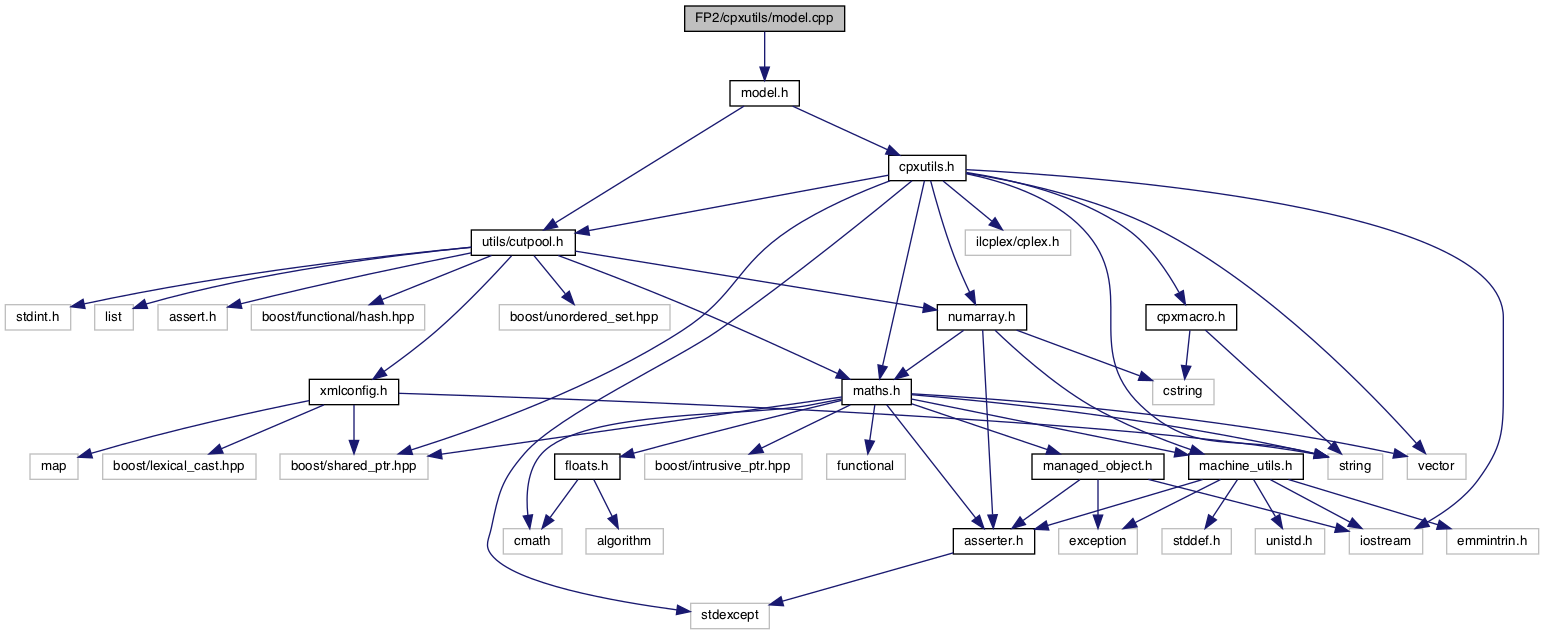 FP2/cpxutils/model.cpp
model.h
cpxutils.h
utils/cutpool.h
ilcplex/cplex.h
stdint.h
list
assert.h
boost/functional/hash.hpp
boost/unordered_set.hpp
numarray.h
cpxmacro.h
xmlconfig.h
maths.h
cstring
map
boost/lexical_cast.hpp
boost/shared_ptr.hpp
floats.h
boost/intrusive_ptr.hpp
functional
managed_object.h
machine_utils.h
string
vector
cmath
algorithm
asserter.h
exception
stddef.h
unistd.h
iostream
emmintrin.h
stdexcept